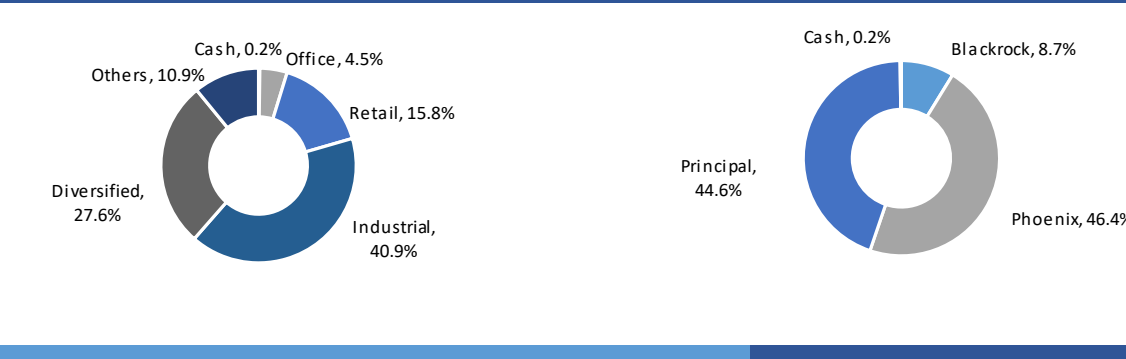 Cash, 0.2%
Office, 4.5%
Others, 10.9%
Retail, 15.8%
Diversified,
27.6%
Industrial,
40.9%
Cash, 0.2%
Blackrock, 8.7%
Principal,
44.6%
Phoenix, 46.4%